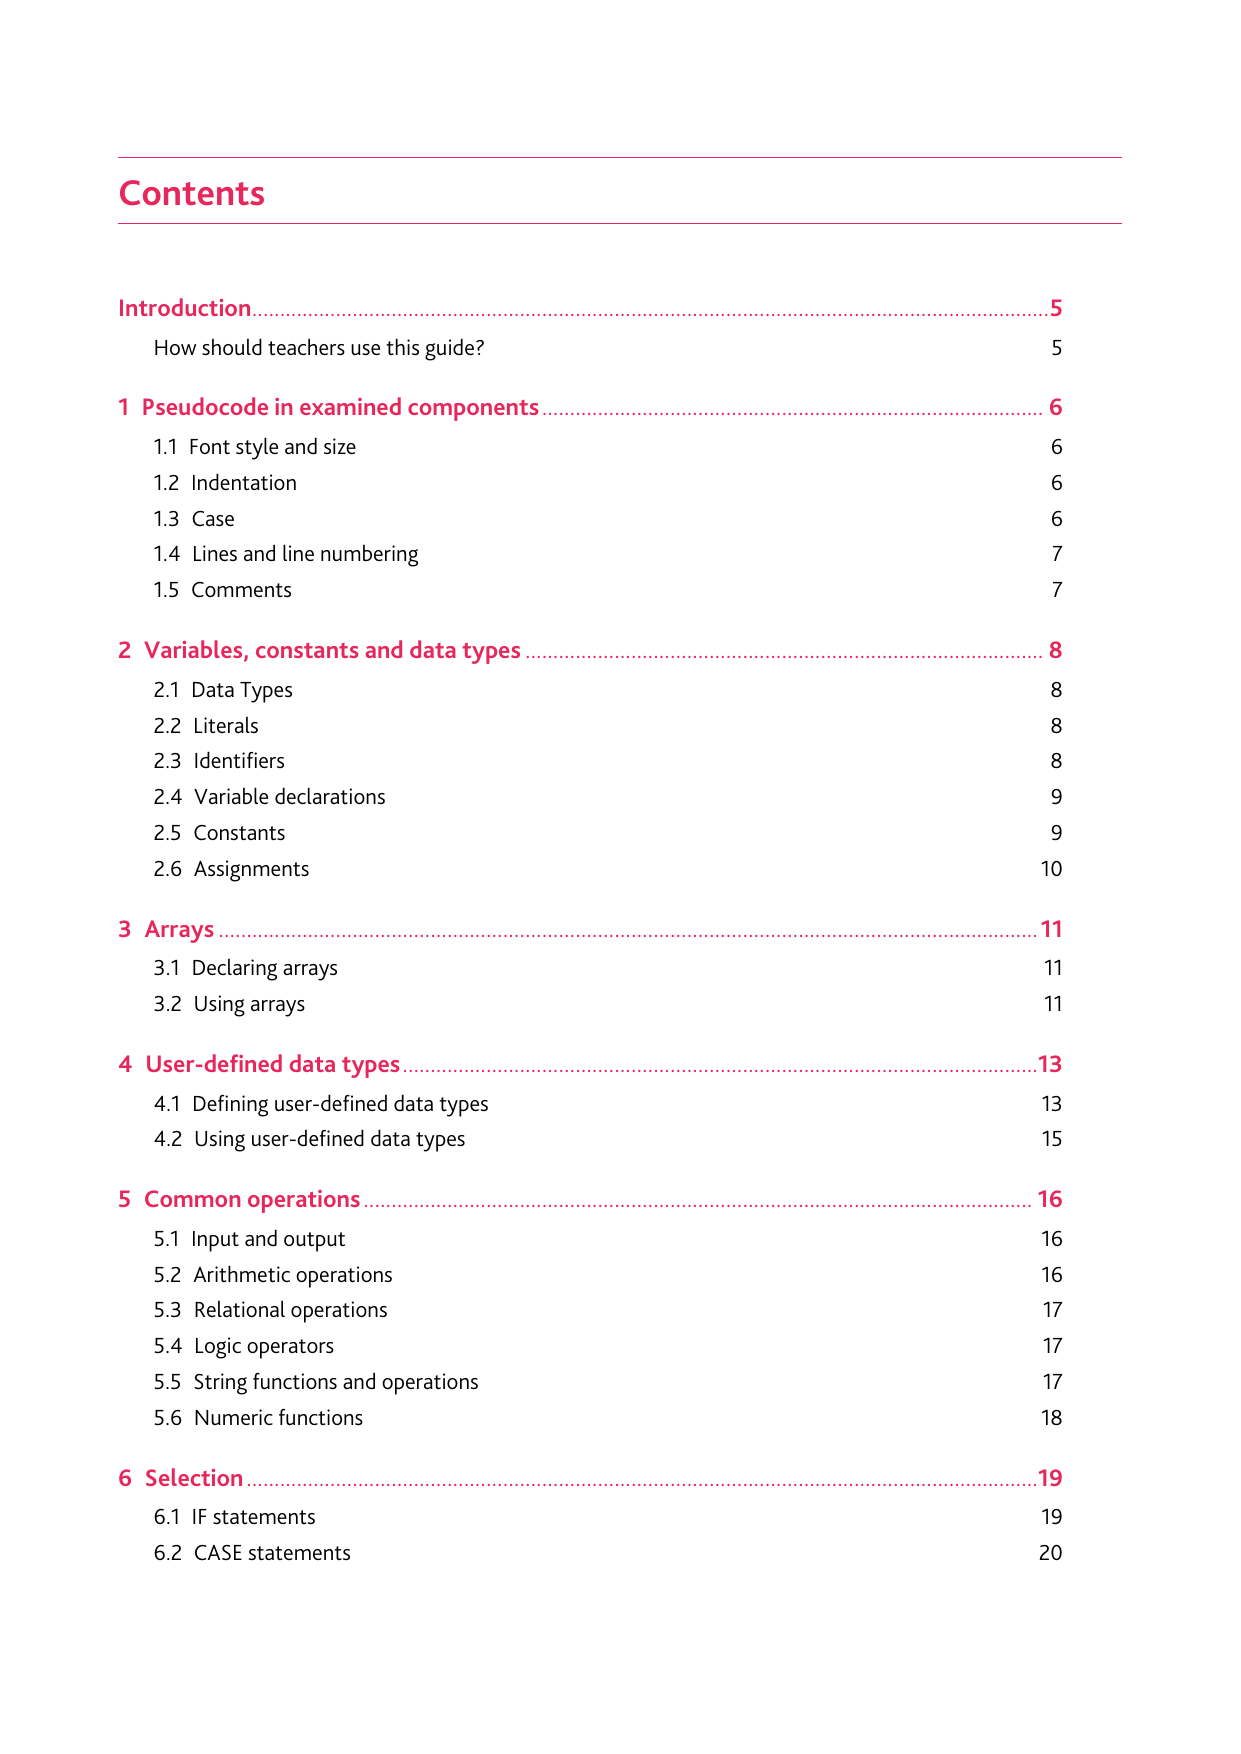 Contents
Introduction 5
How should teachers use this guide? 5
1 Pseudocode in examined components 6
1.1 Font style and size 6
1.2 Indentation 6
1.3 Case 6
1.4 Lines and line numbering 7
1.5 Comments 7
2 Variables, constants and data types 8
2.1 Data Types 8
2.2 Literals 8
2.3 Identifiers 8
2.4 Variable declarations 9
2.5 Constants 9
2.6 Assignments 10
3 Arrays 11
3.1 Declaring arrays 11
3.2 Using arrays 11
4 User-defined data types 13
4.1 Defining user-defined data types 13
4.2 Using user-defined data types 15
5 Common operations 16
5.1 Input and output 16
5.2 Arithmetic operations 16
5.3 Relational operations 17
5.4 Logic operators 17
5.5 String functions and operations 17
5.6 Numeric functions 18
6 Selection 19
6.1 IF statements 19
6.2 CASE statements 20